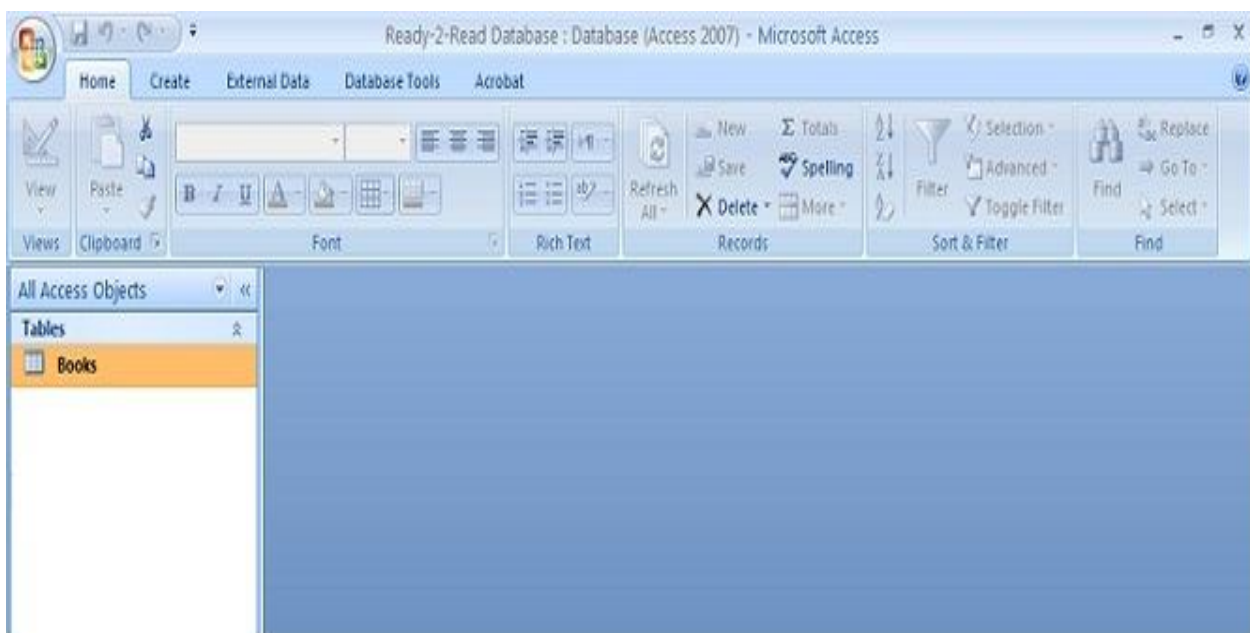 Ready-2-Read Database : Database (Access 2007) - Microsoft Access
Home Create External Data Database Tools Acrobat
New Σ Totals Selection Replace
Save Spelling Advanced Go To
View Paste B I U A Refresh All Delete More Filter Toggle Filter Find Select
Views Clipboard Font Rich Text Records Sort & Filter Find
All Access Objects
Tables
Books